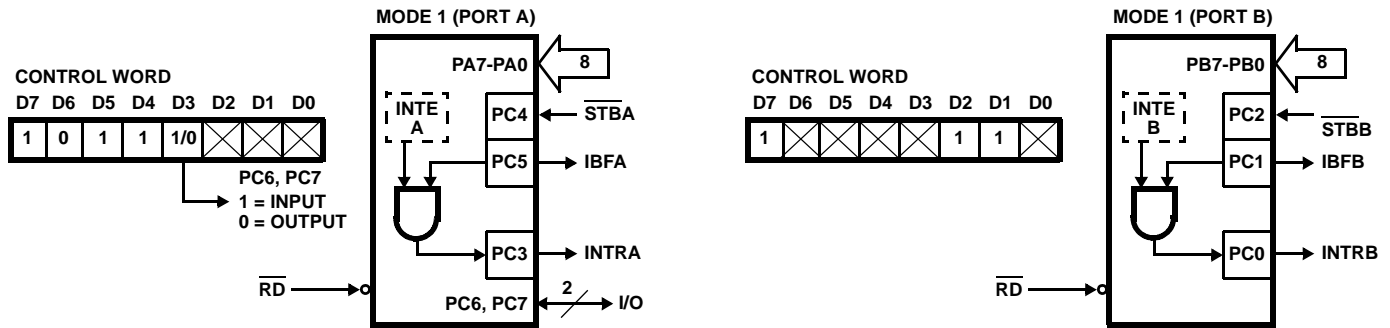 MODE 1 (PORT A)
CONTROL WORD
D7 D6 D5 D4 D3 D2 D1 D0
1 0 1 1 1/0
PC6, PC7
1 = INPUT
0 = OUTPUT
RD
PA7-PA0
8
INTE
A
PC4
STBA
PC5
IBFA
PC3
INTRA
PC6, PC7
2
I/O
MODE 1 (PORT B)
CONTROL WORD
D7 D6 D5 D4 D3 D2 D1 D0
1 1 1
RD
PB7-PB0
8
INTE
B
PC2
STBB
PC1
IBFB
PC0
INTRB